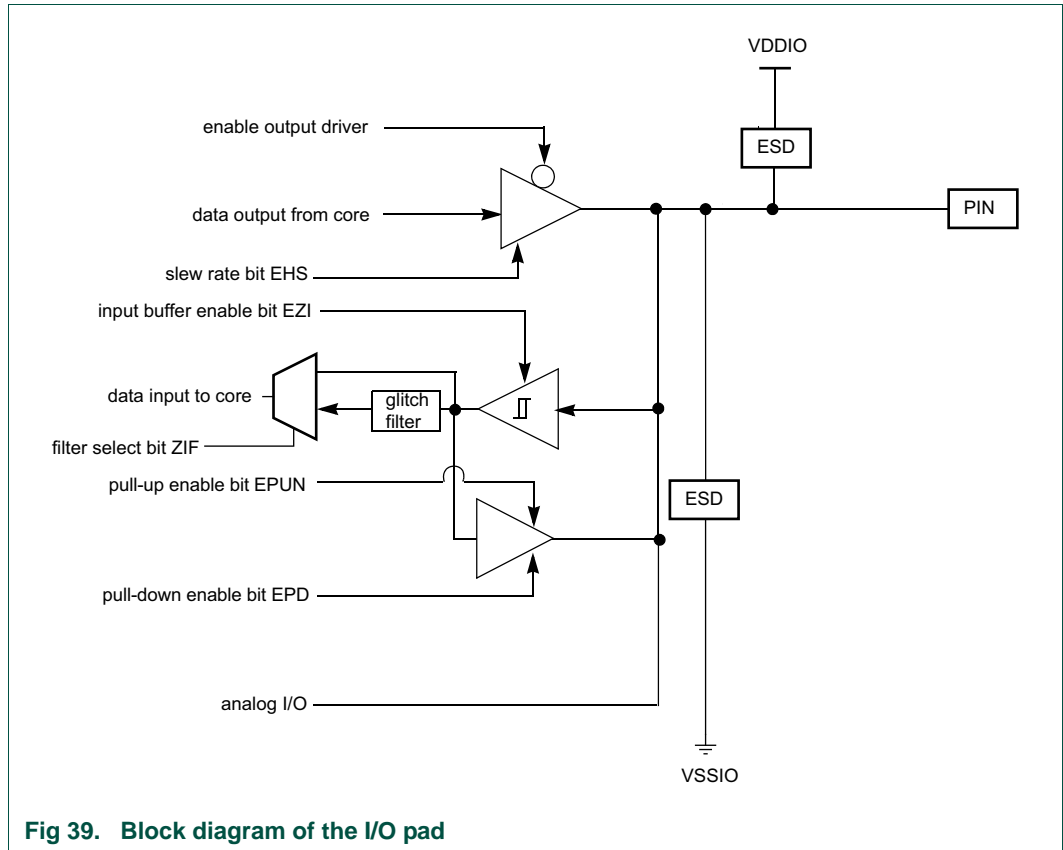 VDDIO
enable output driver
ESD
data output from core
PIN
slew rate bit EHS
input buffer enable bit EZI
data input to core
glitch
filter
filter select bit ZIF
pull-up enable bit EPUN
ESD
pull-down enable bit EPD
analog I/O
VSSIO
Fig 39. Block diagram of the I/O pad